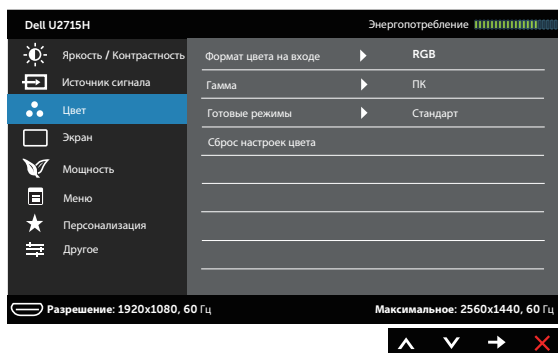 Dell U2715H
Энергопотребление
Яркость / Контрастность
Формат цвета на входе
RGB
Источник сигнала
Гамма
ПК
Цвет
Готовые режимы
Стандарт
Экран
Сброс настроек цвета
Мощность
Меню
Персонализация
Другое
Разрешение: 1920x1080, 60 Гц
Максимальное: 2560x1440, 60 Гц